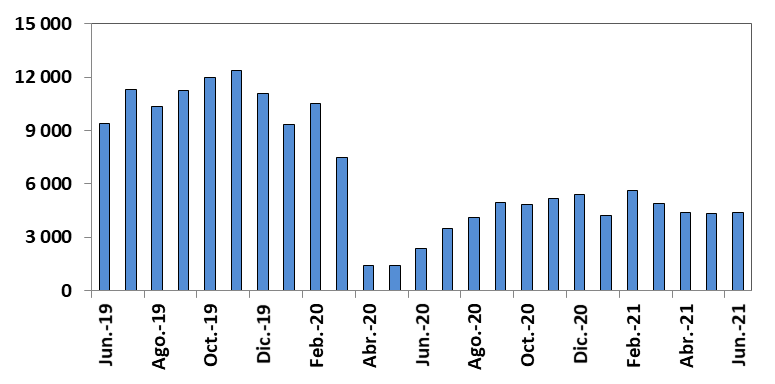 15 000
12 000
9 000
6 000
3 000
0
Jun.-19
Ago.-19
Oct.-19
Dic.-19
Feb.-20
Abr.-20
Jun.-20
Ago.-20
Oct.-20
Dic.-20
Feb.-21
Abr.-21
Jun.-21